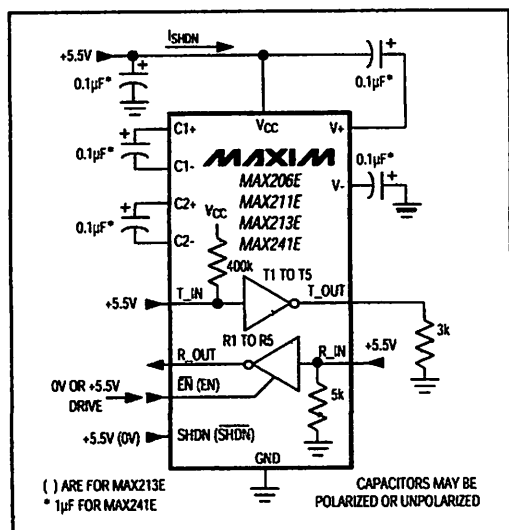 I_SHDN
+5.5V
0.1µF*
0.1µF*
C1+
VCC
V+
0.1µF*
C1-
MAXIM
MAX206E
MAX211E
MAX213E
MAX241E
V-
0.1µF*
C2+
0.1µF*
C2-
VCC
400k
T1 TO T5
+5.5V
T_IN
T_OUT
R1 TO R5
3k
R_OUT
R_IN
+5.5V
0V OR +5.5V
DRIVE
E̅N̅ (EN)
5k
+5.5V (0V)
SHDN (S̅H̅D̅N̅)
GND
( ) ARE FOR MAX213E
* 1µF FOR MAX241E
CAPACITORS MAY BE
POLARIZED OR UNPOLARIZED